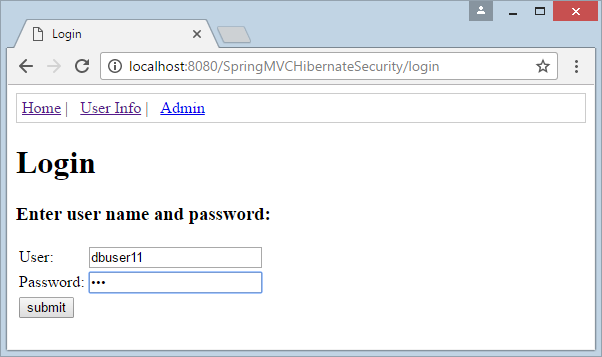 Login
localhost:8080/SpringMVCHibernateSecurity/login
Home | User Info | Admin
Login
Enter user name and password:
User: dbuser11
Password: •••
submit